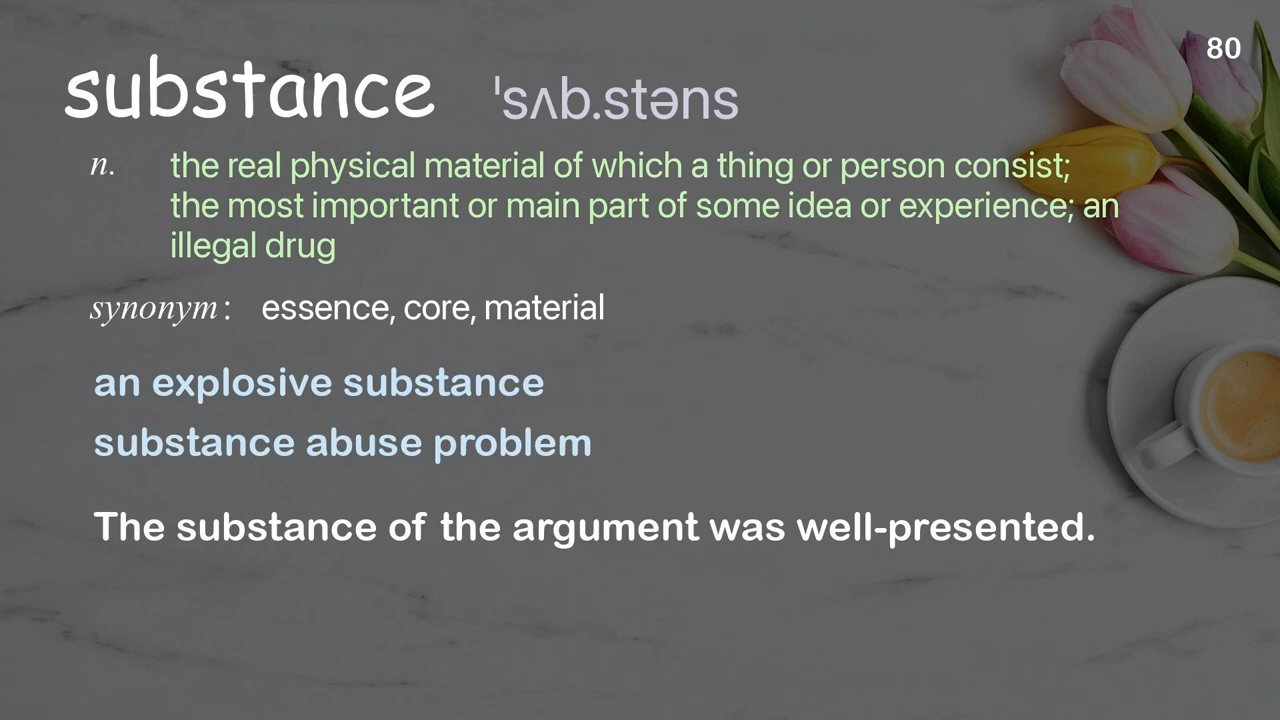 80
substance ˈsʌb.stəns
n. the real physical material of which a thing or person consist;
the most important or main part of some idea or experience; an
illegal drug
synonym: essence, core, material
an explosive substance
substance abuse problem
The substance of the argument was well-presented.